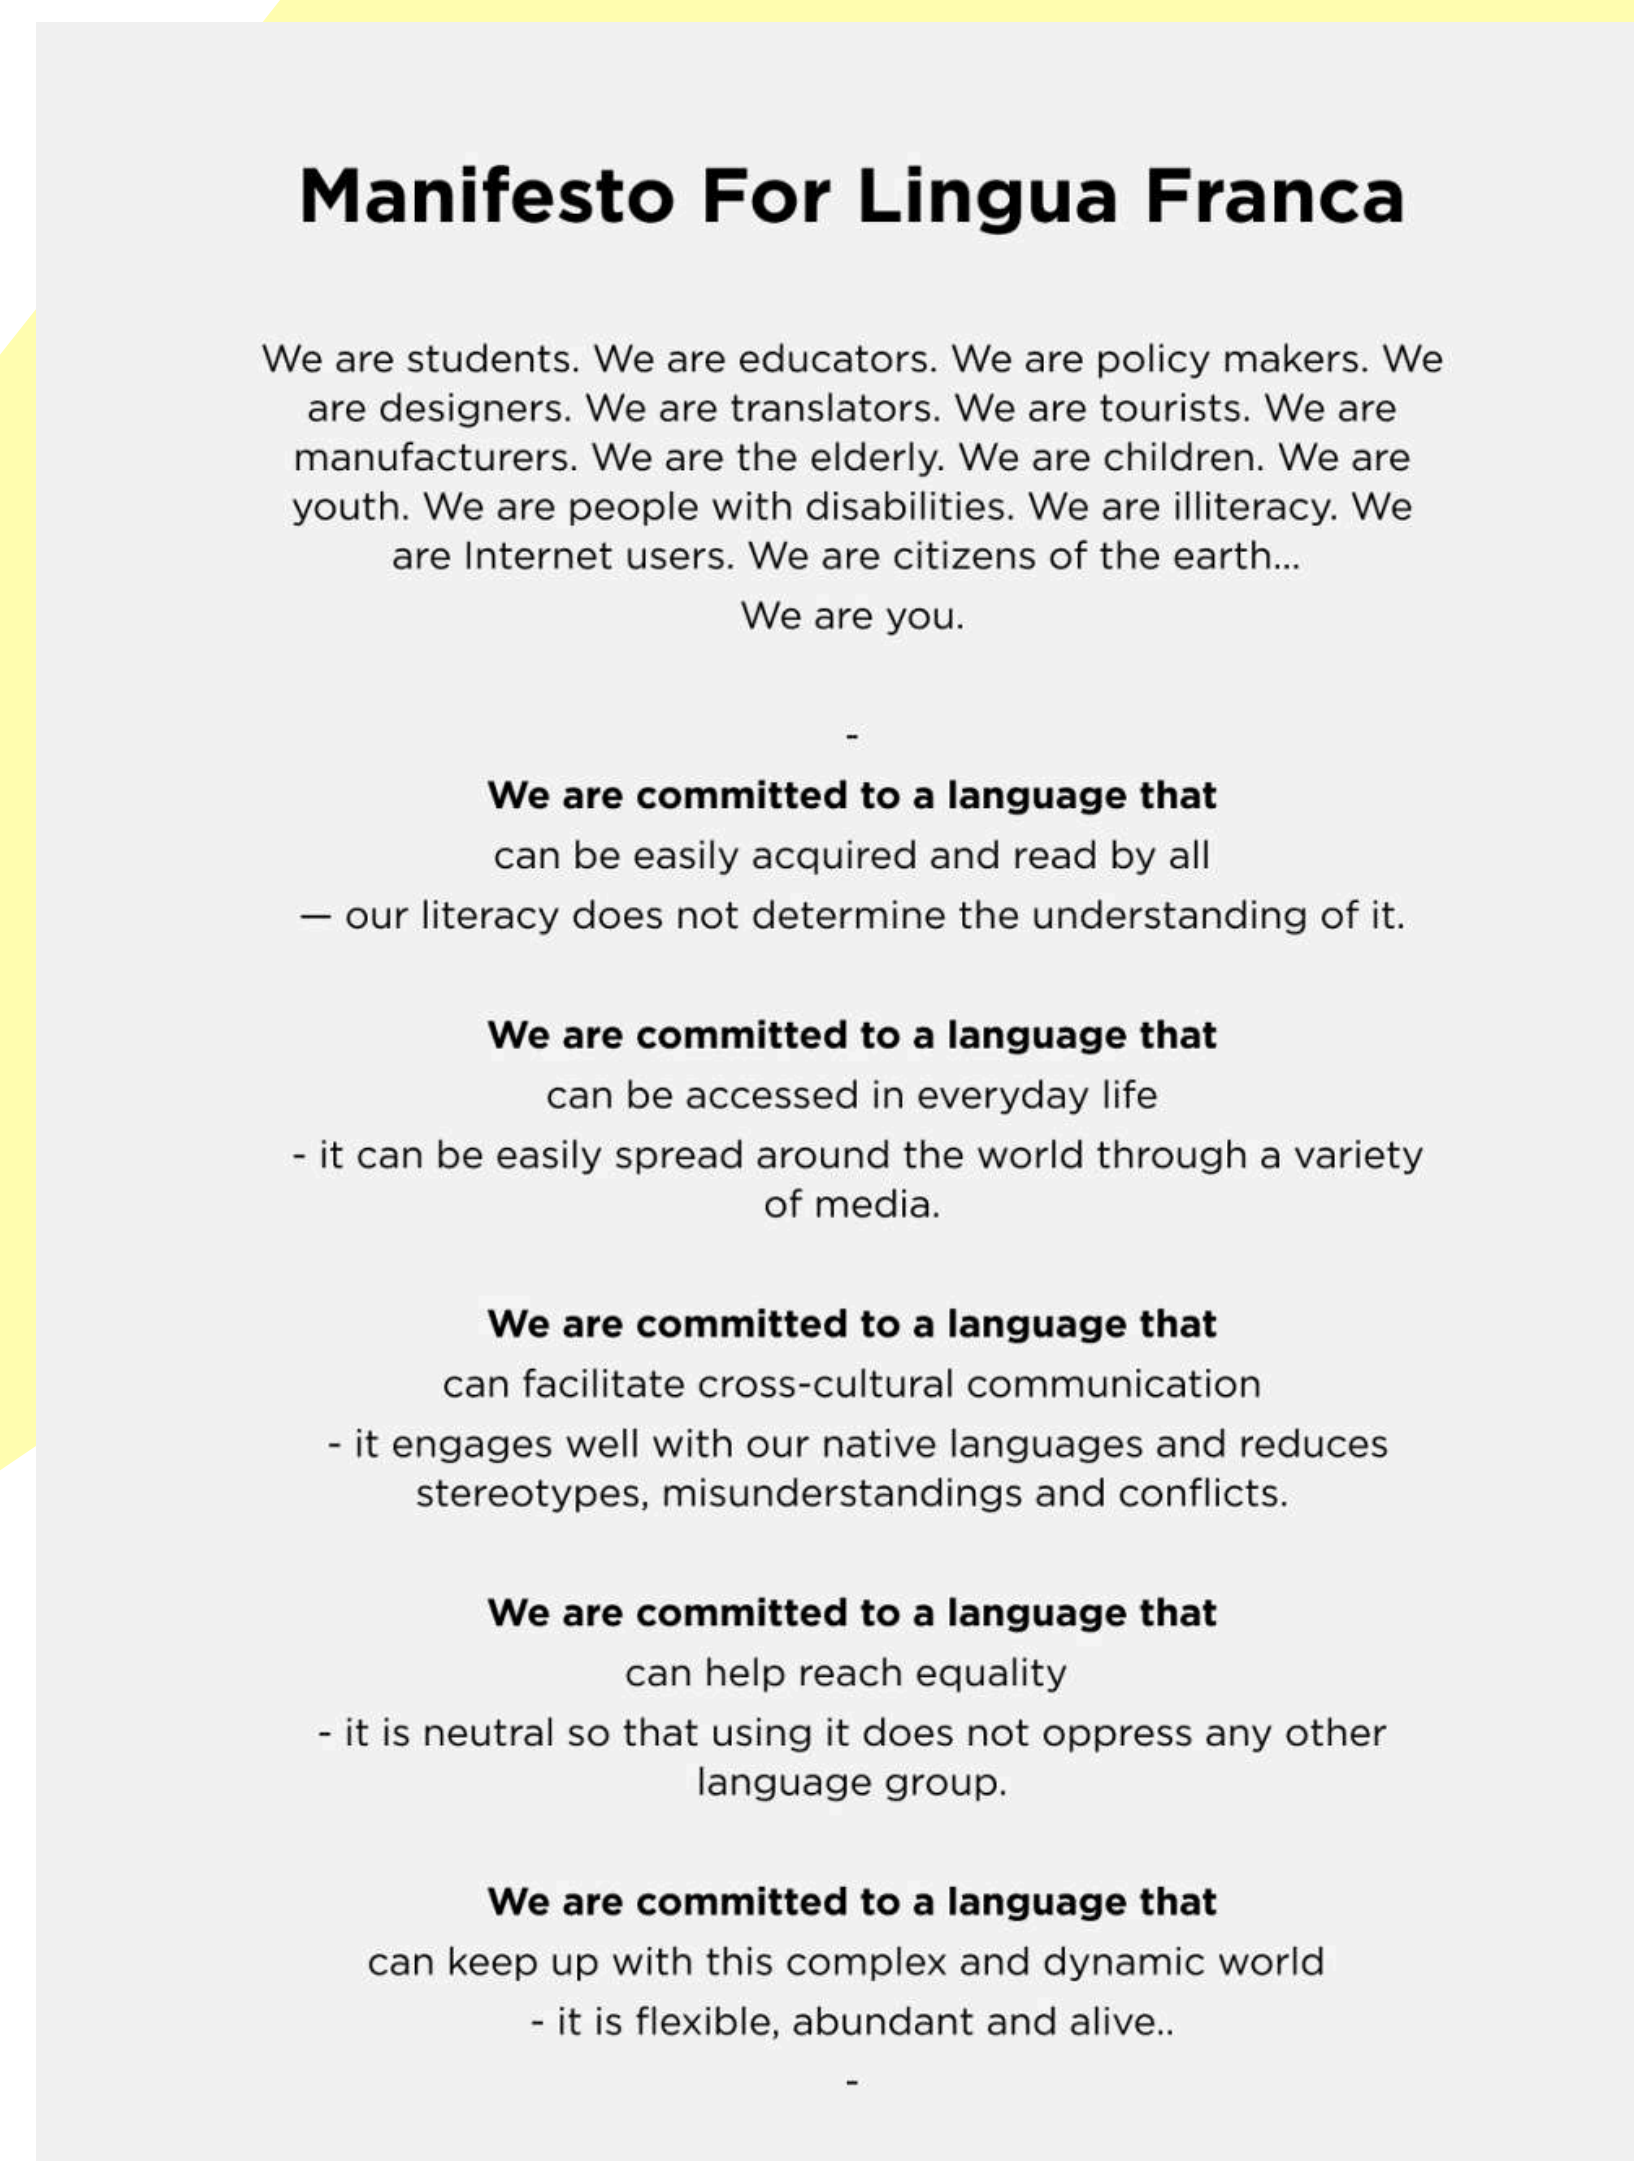 Manifesto For Lingua Franca
We are students. We are educators. We are policy makers. We
are designers. We are translators. We are tourists. We are
manufacturers. We are the elderly. We are children. We are
youth. We are people with disabilities. We are illiteracy. We
are Internet users. We are citizens of the earth...
We are you.
-
We are committed to a language that
can be easily acquired and read by all
— our literacy does not determine the understanding of it.
We are committed to a language that
can be accessed in everyday life
- it can be easily spread around the world through a variety
of media.
We are committed to a language that
can facilitate cross-cultural communication
- it engages well with our native languages and reduces
stereotypes, misunderstandings and conflicts.
We are committed to a language that
can help reach equality
- it is neutral so that using it does not oppress any other
language group.
We are committed to a language that
can keep up with this complex and dynamic world
- it is flexible, abundant and alive..
-